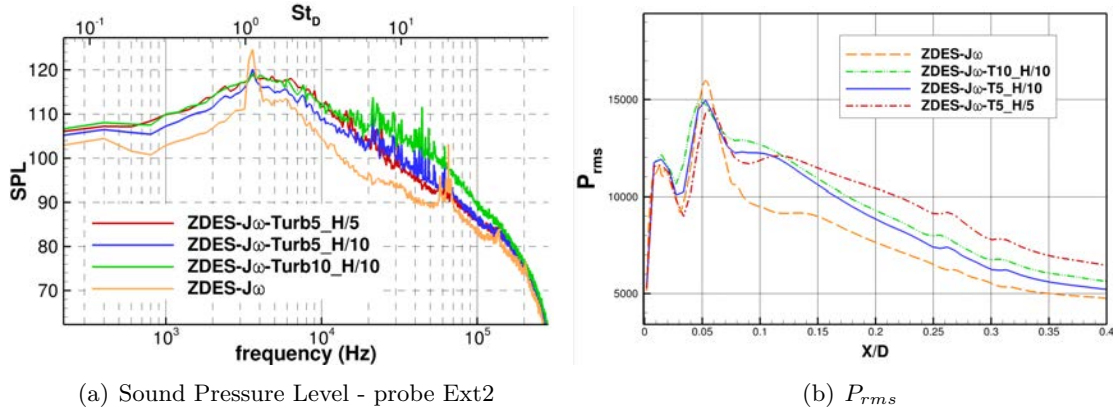 St_D
10^-1 10^0 10^1
SPL
120
110
100
90
80
70
ZDES-Jω-Turb5_H/5
ZDES-Jω-Turb5_H/10
ZDES-Jω-Turb10_H/10
ZDES-Jω
10^3 10^4 10^5
frequency (Hz)
(a) Sound Pressure Level - probe Ext2
P_rms
15000
10000
5000
ZDES-Jω
ZDES-Jω-T10_H/10
ZDES-Jω-T5_H/10
ZDES-Jω-T5_H/5
0 0.05 0.1 0.15 0.2 0.25 0.3 0.35 0.4
X/D
(b) P_rms